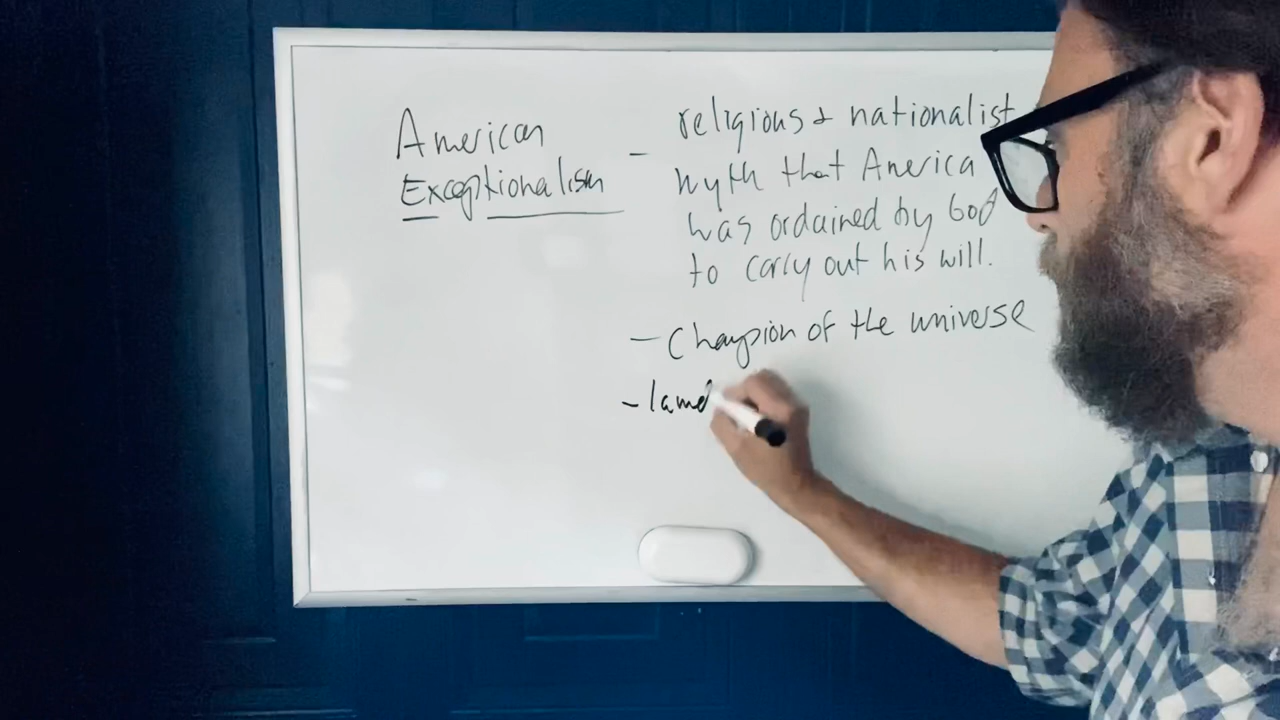 American
Exceptionalism
- religious & nationalist
myth that America
was ordained by God
to carry out his will.
- Champion of the universe
- land